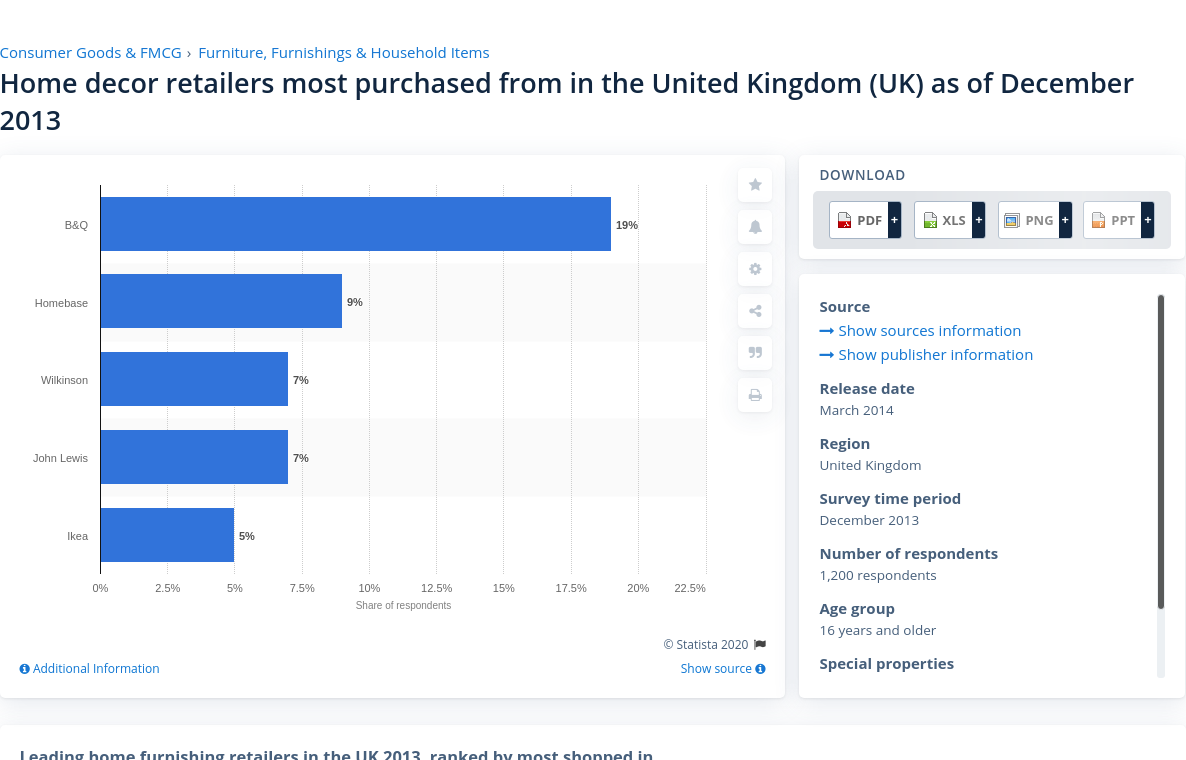 Consumer Goods & FMCG › Furniture, Furnishings & Household Items
Home decor retailers most purchased from in the United Kingdom (UK) as of December
2013
B&Q
19%
Homebase
9%
Wilkinson
7%
John Lewis
7%
Ikea
5%
0% 2.5% 5% 7.5% 10% 12.5% 15% 17.5% 20% 22.5%
Share of respondents
© Statista 2020
Additional Information
Show source
DOWNLOAD
PDF + XLS + PNG + PPT +
Source
Show sources information
Show publisher information
Release date
March 2014
Region
United Kingdom
Survey time period
December 2013
Number of respondents
1,200 respondents
Age group
16 years and older
Special properties
Leading home furnishing retailers in the UK 2013, ranked by most shopped in